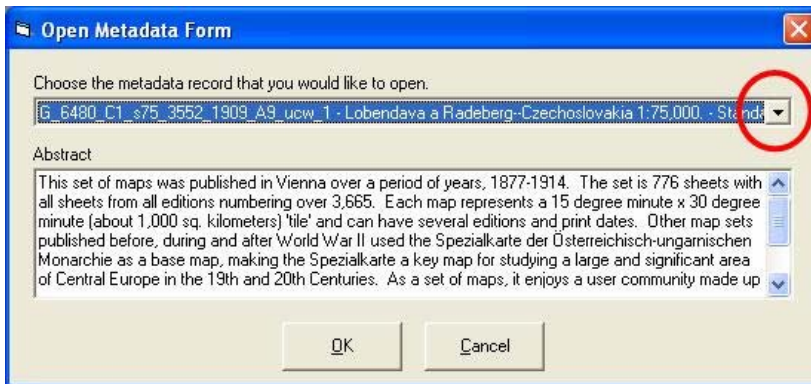 Open Metadata Form
Choose the metadata record that you would like to open.
G_6480_C1_s75_3552_1909_A9_ucw_1 - Lobendava a Radeberg--Czechoslovakia 1:75,000. - Standa
Abstract
This set of maps was published in Vienna over a period of years, 1877-1914. The set is 776 sheets with
all sheets from all editions numbering over 3,665. Each map represents a 15 degree minute x 30 degree
minute (about 1,000 sq. kilometers) 'tile' and can have several editions and print dates. Other map sets
published before, during and after World War II used the Spezialkarte der Österreichisch-ungarnischen
Monarchie as a base map, making the Spezialkarte a key map for studying a large and significant area
of Central Europe in the 19th and 20th Centuries. As a set of maps, it enjoys a user community made up
OK Cancel